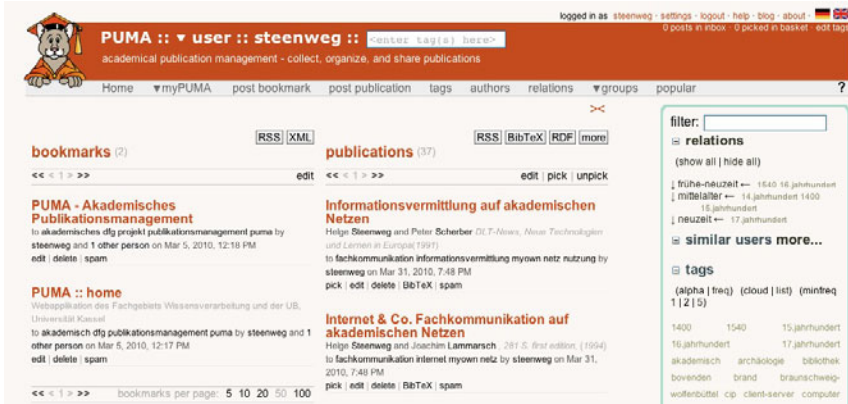 logged in as steenweg · settings · logout · help · blog · about ·
0 posts in inbox · 0 picked in basket · edit tags
PUMA :: ▾ user :: steenweg :: <enter tag(s) here>
academical publication management - collect, organize, and share publications
Home ▾myPUMA post bookmark post publication tags authors relations ▾groups popular ?
bookmarks (2)
RSS XML
<< < 1 > >> edit
PUMA - Akademisches
Publikationsmanagement
to akademisches dfg projekt publikationsmanagement puma by
steenweg and 1 other person on Mar 5, 2010, 12:18 PM
edit | delete | spam
PUMA :: home
Webapplikation des Fachgebiets Wissensverarbeitung und der UB,
Universität Kassel
to akademisch dfg publikationsmanagement puma by steenweg and 1
other person on Mar 5, 2010, 12:17 PM
edit | delete | spam
<< < 1 > >> bookmarks per page: 5 10 20 50 100
publications (37)
RSS BibTeX RDF more
<< < 1 > >> edit | pick | unpick
Informationsvermittlung auf akademischen
Netzen
Helge Steenweg and Peter Scherber DLT-News, Neue Technologien
und Lernen in Europa(1991)
to fachkommunikation informationsvermittlung myown netz nutzung by
steenweg on Mar 31, 2010, 7:48 PM
pick | edit | delete | BibTeX | spam
Internet & Co. Fachkommunikation auf
akademischen Netzen
Helge Steenweg and Joachim Lammarsch , 281 S. first edition, (1994)
to fachkommunikation internet myown netz by steenweg on Mar 31,
2010, 7:48 PM
pick | edit | delete | BibTeX | spam
filter:
relations
(show all | hide all)
↓ frühe-neuzeit ← 1540 16.jahrhundert
↓ mittelalter ← 14.jahrhundert 1400
15.jahrhundert
↓ neuzeit ← 17.jahrhundert
similar users more...
tags
(alpha | freq) (cloud | list) (minfreq
1 | 2 | 5)
1400 1540 15.jahrhundert
16.jahrhundert 17.jahrhundert
akademisch archäologie bibliothek
bovenden brand braunschweig-
wolfenbüttel cip client-server computer